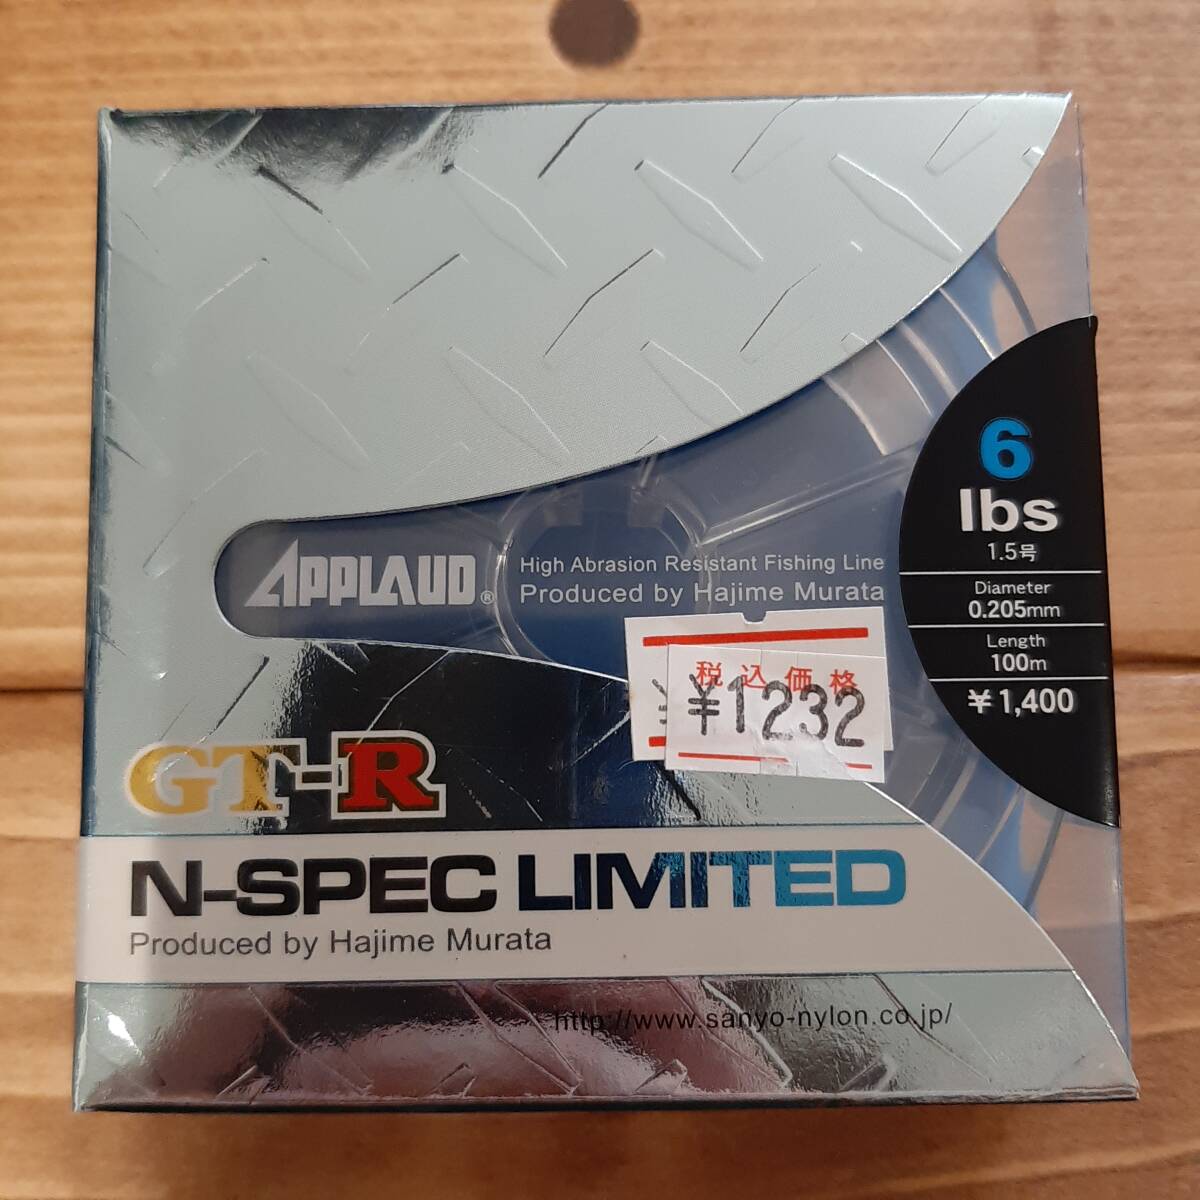 APPLAUD®
High Abrasion Resistant Fishing Line
Produced by Hajime Murata
6
lbs
1.5号
Diameter
0.205mm
Length
100m
¥1,400
税込価格
¥1232
¥
GT-R
N-SPEC LIMITED
Produced by Hajime Murata
http://www.sanyo-nylon.co.jp/